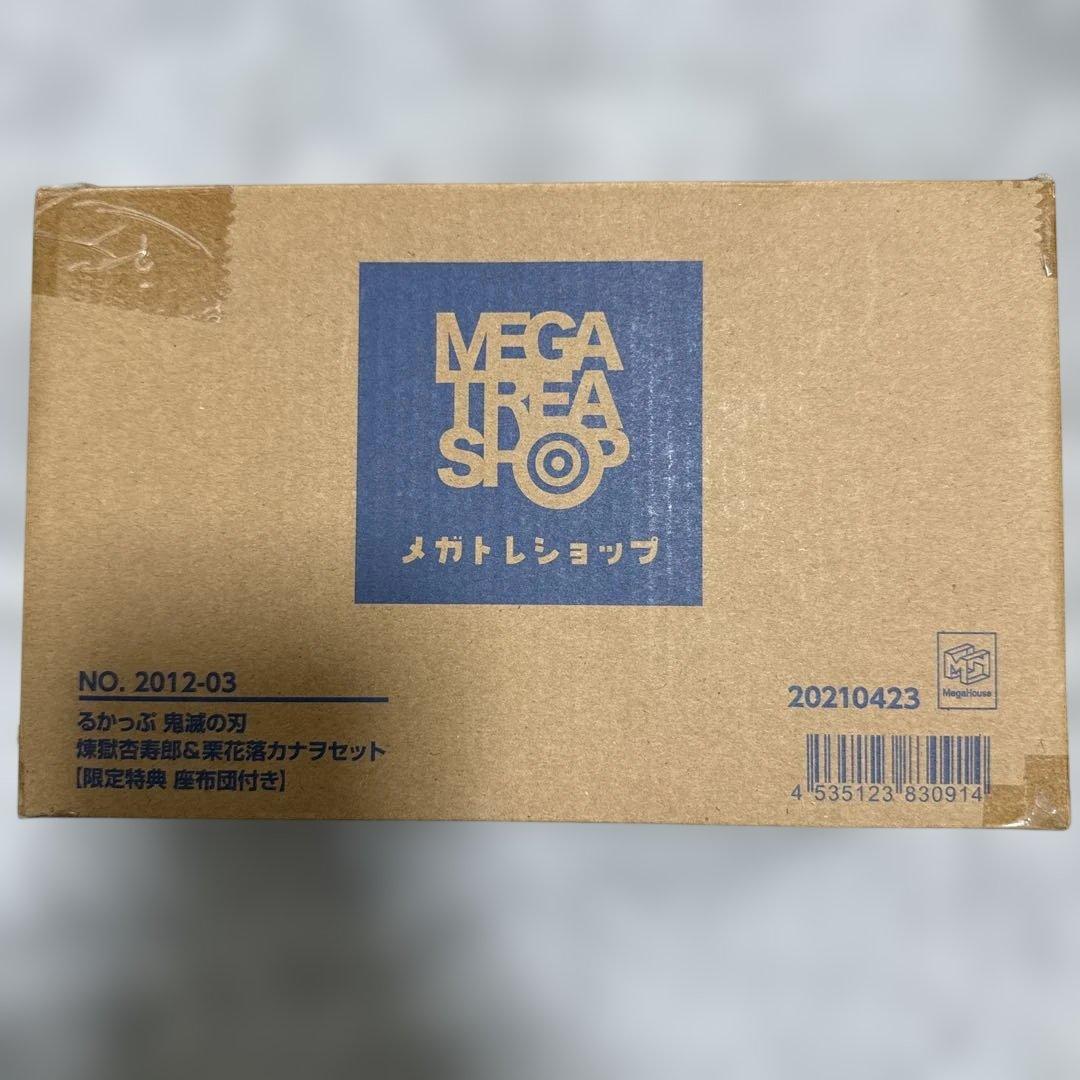 MEGA
TREA
SHOP
メガトレショップ
NO. 2012-03
るかっぷ 鬼滅の刃
煉獄杏寿郎&栗花落カナヲセット
【限定特典 座布団付き】
20210423
MegaHouse
4 535123 830914